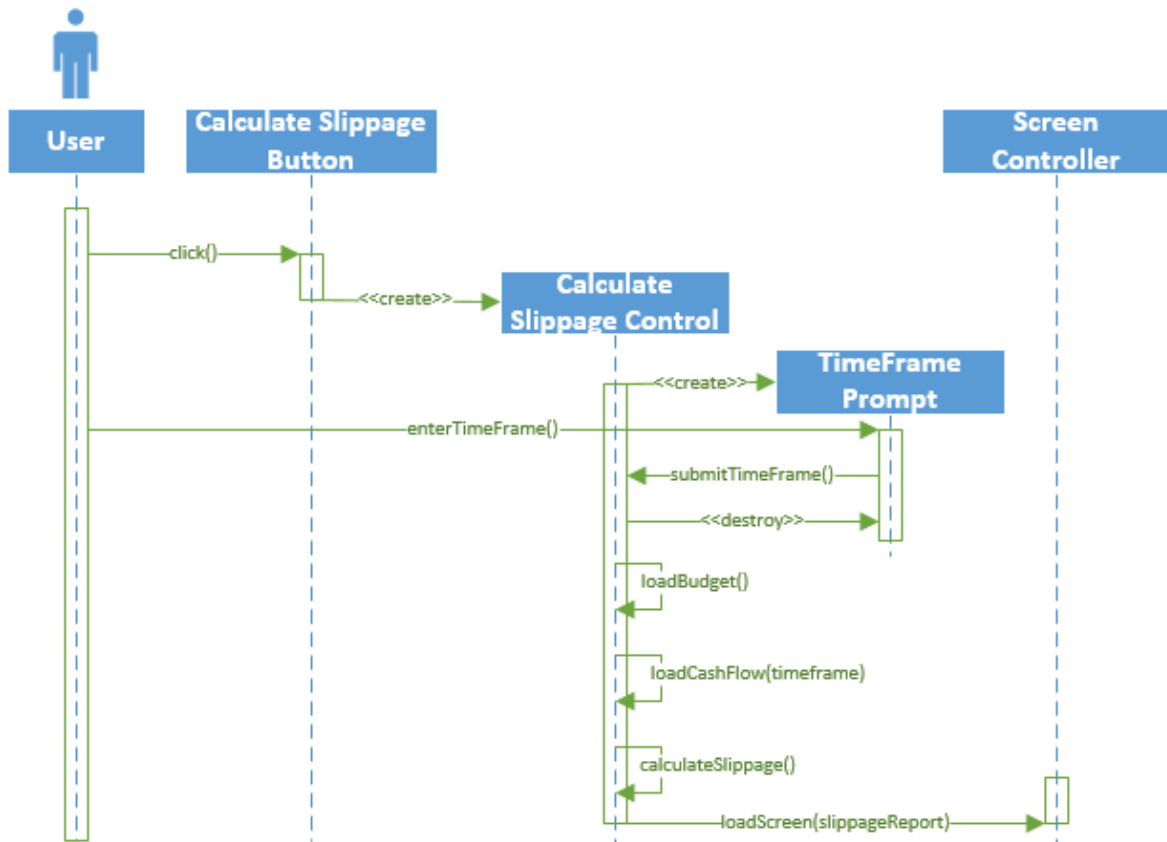 User
Calculate Slippage
Button
Screen
Controller
click()
<<create>>
Calculate
Slippage Control
<<create>>
TimeFrame
Prompt
enterTimeFrame()
submitTimeFrame()
<<destroy>>
loadBudget()
loadCashFlow(timeframe)
calculateSlippage()
loadScreen(slippageReport)